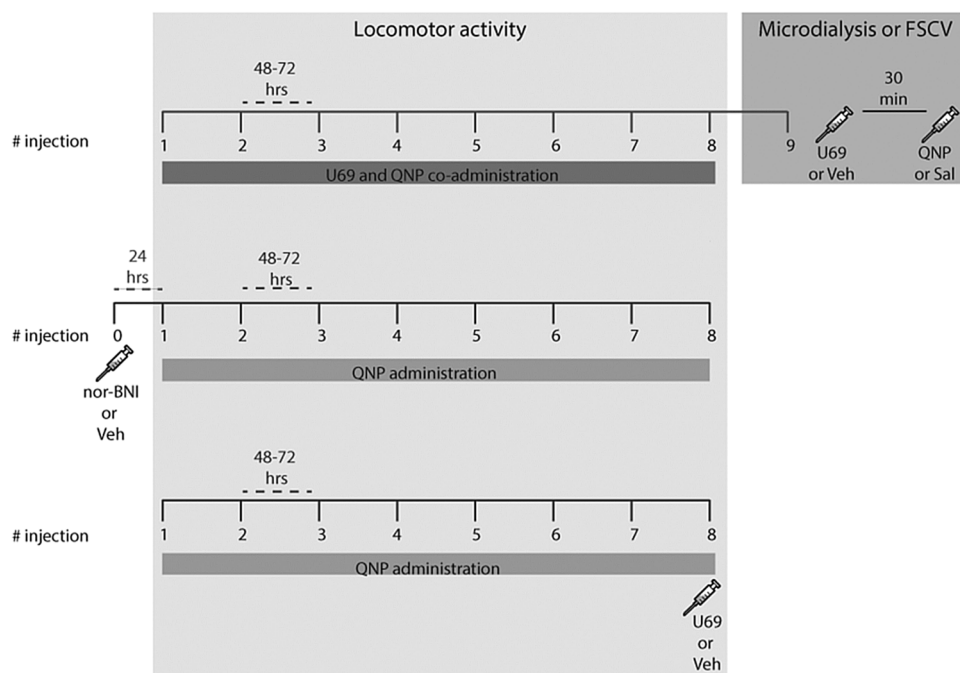 Locomotor activity
Microdialysis or FSCV
48-72
hrs
30
min
# injection
1 2 3 4 5 6 7 8 9
U69
or Veh
QNP
or Sal
U69 and QNP co-administration
24
hrs
48-72
hrs
# injection
0 1 2 3 4 5 6 7 8
nor-BNI
or
Veh
QNP administration
48-72
hrs
# injection
1 2 3 4 5 6 7 8
QNP administration
U69
or
Veh